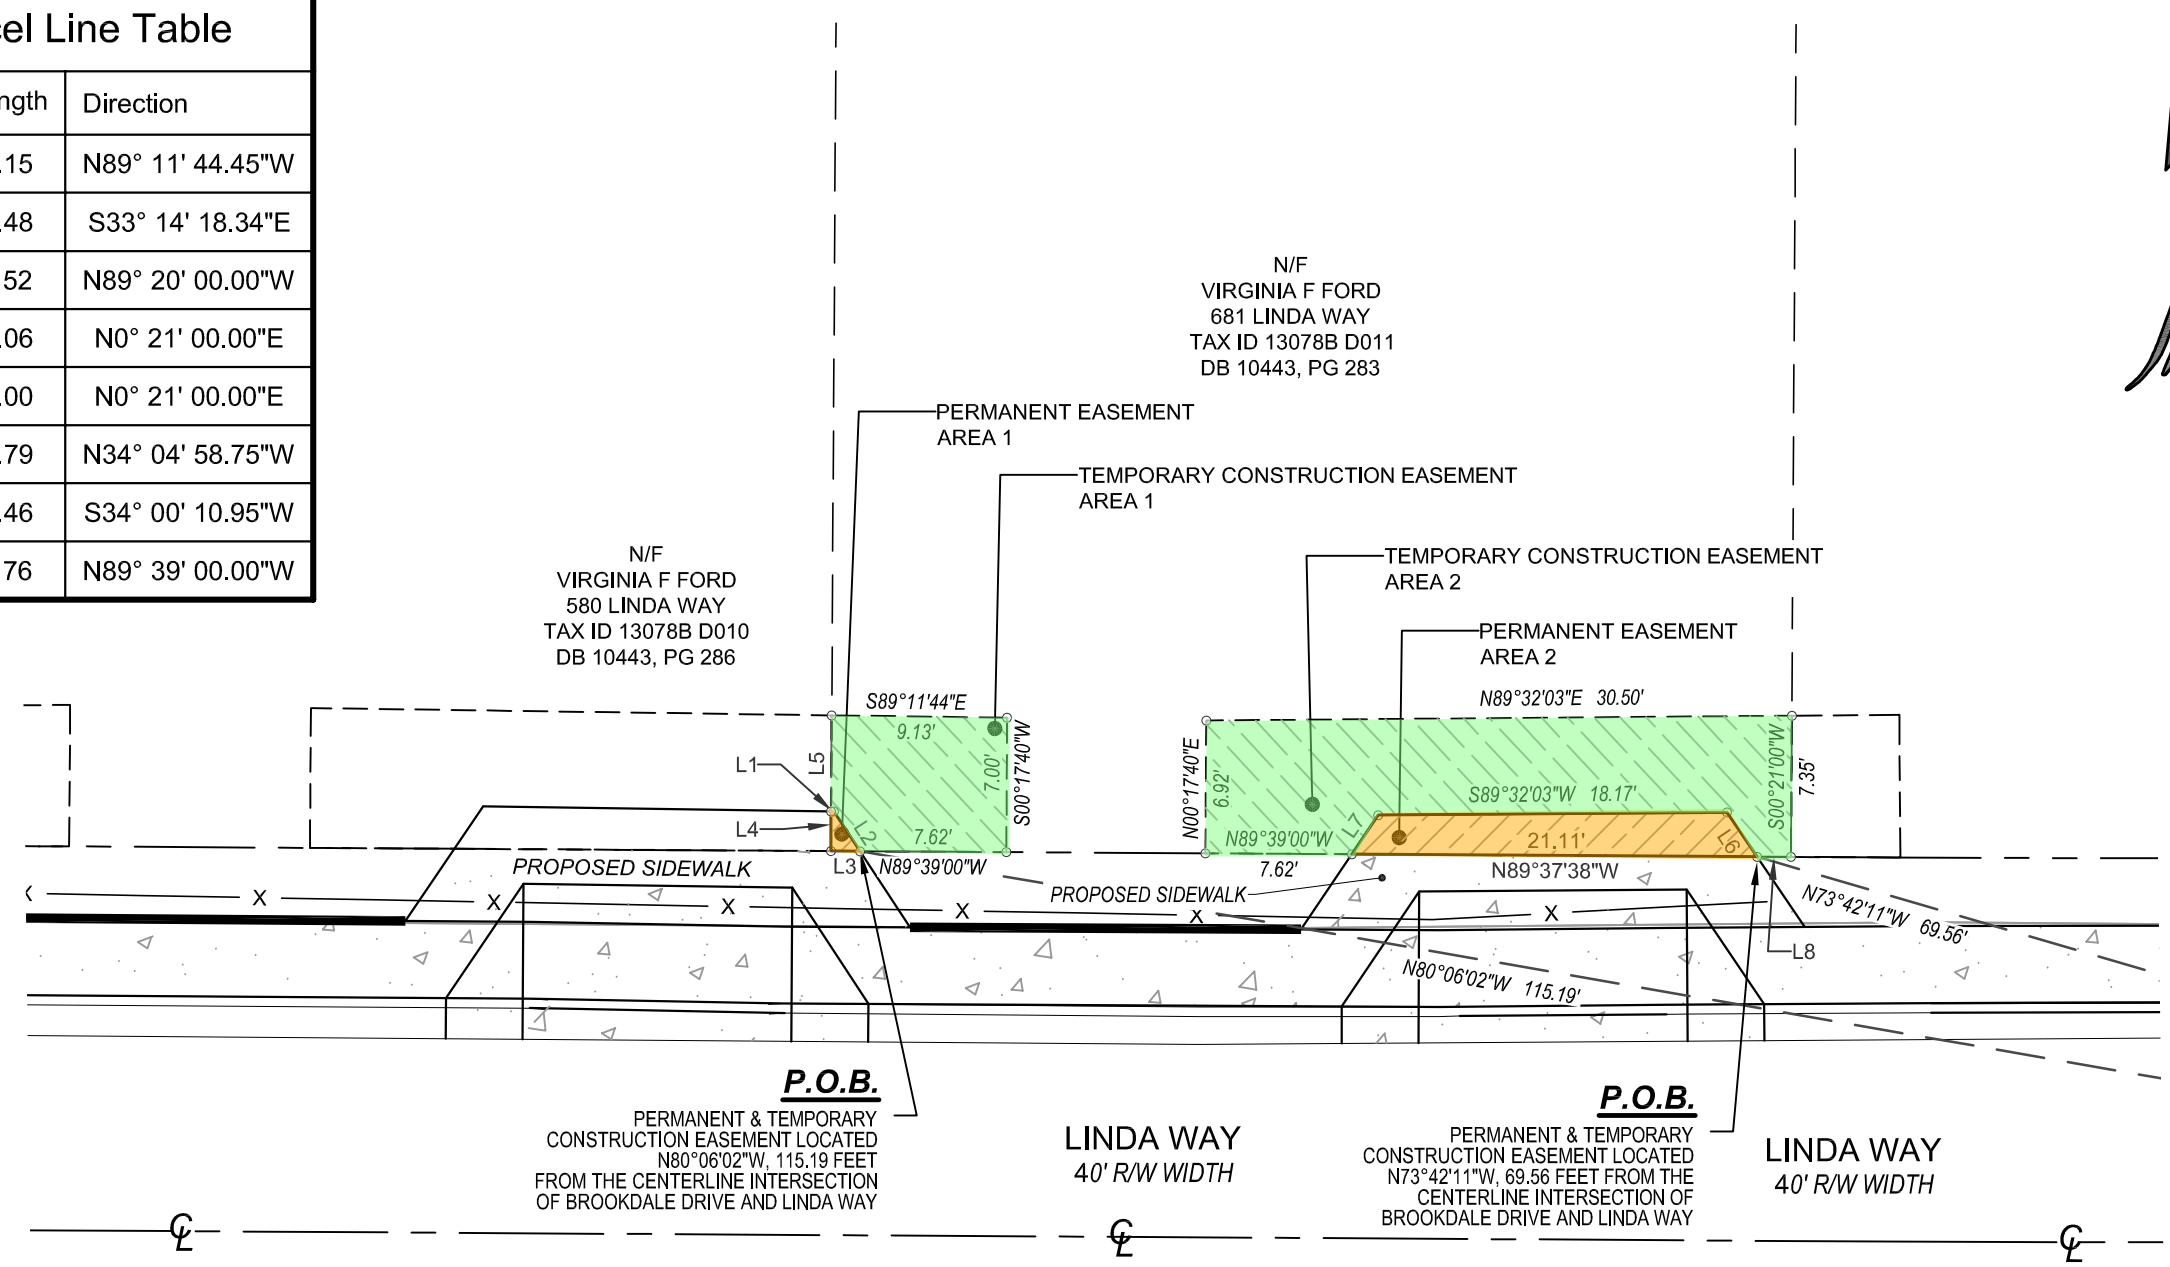 cel Line Table
ngth Direction
.15 N89° 11' 44.45"W
.48 S33° 14' 18.34"E
52 N89° 20' 00.00"W
.06 N0° 21' 00.00"E
.00 N0° 21' 00.00"E
.79 N34° 04' 58.75"W
.46 S34° 00' 10.95"W
76 N89° 39' 00.00"W
N/F
VIRGINIA F FORD
681 LINDA WAY
TAX ID 13078B D011
DB 10443, PG 283
PERMANENT EASEMENT
AREA 1
TEMPORARY CONSTRUCTION EASEMENT
AREA 1
N/F
VIRGINIA F FORD
580 LINDA WAY
TAX ID 13078B D010
DB 10443, PG 286
TEMPORARY CONSTRUCTION EASEMENT
AREA 2
PERMANENT EASEMENT
AREA 2
S89°11'44"E
9.13'
N89°32'03"E 30.50'
L1
L5
7.00'
S00°17'40"W
N00°17'40"E
6.92'
S89°32'03"W 18.17'
S00°21'00"W
7.35'
L4
L2
7.62'
N89°39'00"W
L7
21.11'
L6
PROPOSED SIDEWALK
L3
N89°39'00"W
7.62'
N89°37'38"W
PROPOSED SIDEWALK
X X X X X X X
N73°42'11"W 69.56'
L8
N80°06'02"W 115.19'
P.O.B.
PERMANENT & TEMPORARY
CONSTRUCTION EASEMENT LOCATED
N80°06'02"W, 115.19 FEET
FROM THE CENTERLINE INTERSECTION
OF BROOKDALE DRIVE AND LINDA WAY
LINDA WAY
40' R/W WIDTH
P.O.B.
PERMANENT & TEMPORARY
CONSTRUCTION EASEMENT LOCATED
N73°42'11"W, 69.56 FEET FROM THE
CENTERLINE INTERSECTION OF
BROOKDALE DRIVE AND LINDA WAY
LINDA WAY
40' R/W WIDTH
℄ ℄ ℄